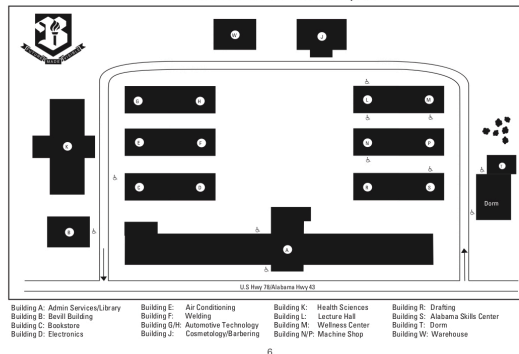 W
J
G H
L M
K
E F
N P
T
C D
R S
Dorm
B
A
U.S Hwy 78/Alabama Hwy 43
Building A: Admin Services/Library
Building B: Bevill Building
Building C: Bookstore
Building D: Electronics
Building E: Air Conditioning
Building F: Welding
Building G/H: Automotive Technology
Building J: Cosmetology/Barbering
Building K: Health Sciences
Building L: Lecture Hall
Building M: Wellness Center
Building N/P: Machine Shop
Building R: Drafting
Building S: Alabama Skills Center
Building T: Dorm
Building W: Warehouse
6